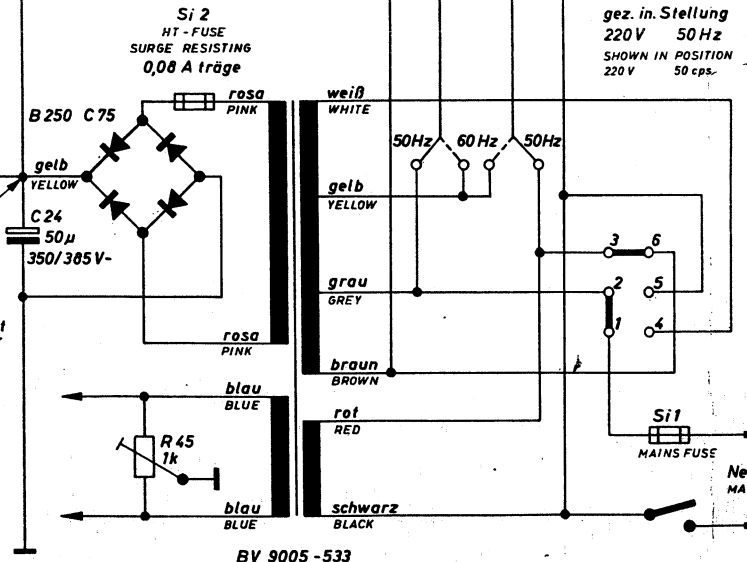 Si 2
HT - FUSE
SURGE RESISTING
0,08 A träge
gez. in. Stellung
220 V 50 Hz
SHOWN IN POSITION
220 V 50 cps.
rosa
PINK
weiß
WHITE
B 250 C 75
50Hz 60 Hz 50Hz
gelb
YELLOW
gelb
YELLOW
C 24
50 µ
350/385 V-
3 6
grau
GREY
2 5
1 4
rosa
PINK
braun
BROWN
blau
BLUE
rot
RED
Si 1
MAINS FUSE
R 45
1k
Ne
MA
blau
BLUE
schwarz
BLACK
BV 9005 - 533